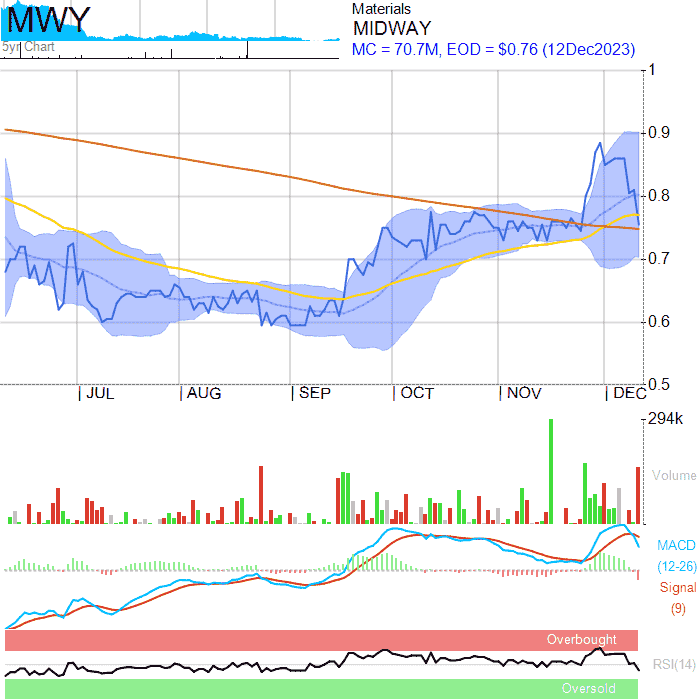 MWY
5yr Chart
Materials
MIDWAY
MC = 70.7M, EOD = $0.76 (12Dec2023)
1
0.9
0.8
0.7
0.6
0.5
JUL AUG SEP OCT NOV DEC
294k
Volume
MACD
(12-26)
Signal
(9)
Overbought
RSI(14)
Oversold